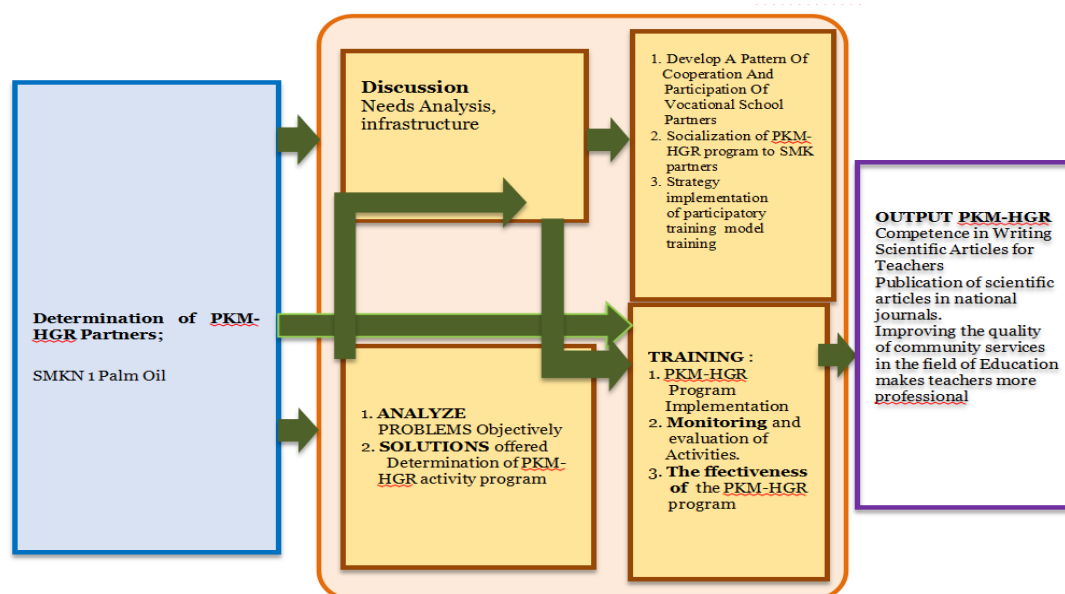 Determination of PKM-
HGR Partners;
SMKN 1 Palm Oil
Discussion
Needs Analysis,
infrastructure
1. ANALYZE
PROBLEMS Objectively
2. SOLUTIONS offered
Determination of PKM-
HGR activity program
1. Develop A Pattern Of
Cooperation And
Participation Of
Vocational School
Partners
2. Socialization of PKM-
HGR program to SMK
partners
3. Strategy
implementation
of participatory
training model
training
TRAINING :
1. PKM-HGR
Program
Implementation
2. Monitoring and
evaluation of
Activities.
3. The ffectiveness
of the PKM-HGR
program
OUTPUT PKM-HGR
Competence in Writing
Scientific Articles for
Teachers
Publication of scientific
articles in national
journals.
Improving the quality
of community services
in the field of Education
makes teachers more
professional